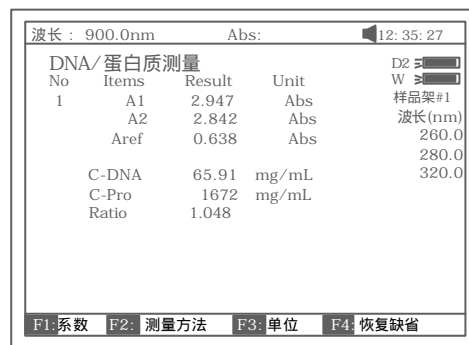 波长 : 900.0nm Abs: 12: 35: 27
DNA/蛋白质测量 D2
No Items Result Unit W
1 A1 2.947 Abs 样品架#1
A2 2.842 Abs 波长(nm)
Aref 0.638 Abs 260.0
280.0
C-DNA 65.91 mg/mL 320.0
C-Pro 1672 mg/mL
Ratio 1.048
F1:系数 F2: 测量方法 F3: 单位 F4: 恢复缺省